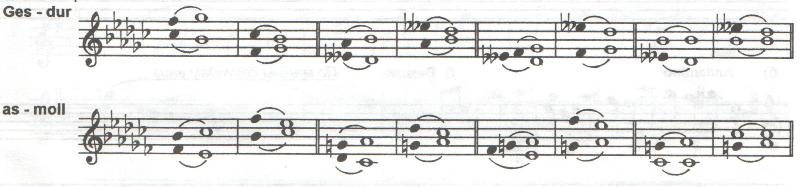 Ges - dur
as - moll